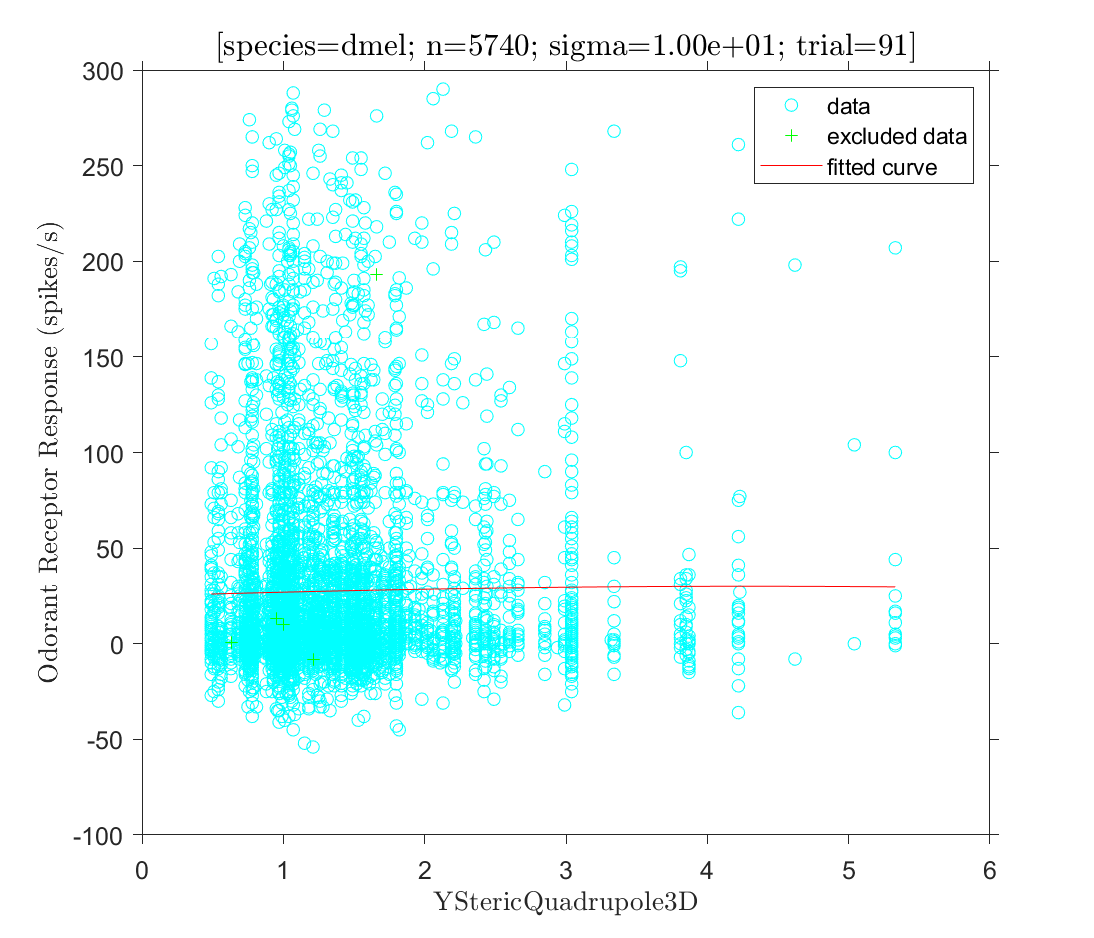 [species=dmel; n=5740; sigma=1.00e+01; trial=91]
300
250
200
150
100
50
0
-50
-100
data
excluded data
fitted curve
Odorant Receptor Response (spikes/s)
0 1 2 3 4 5 6
YStericQuadrupole3D